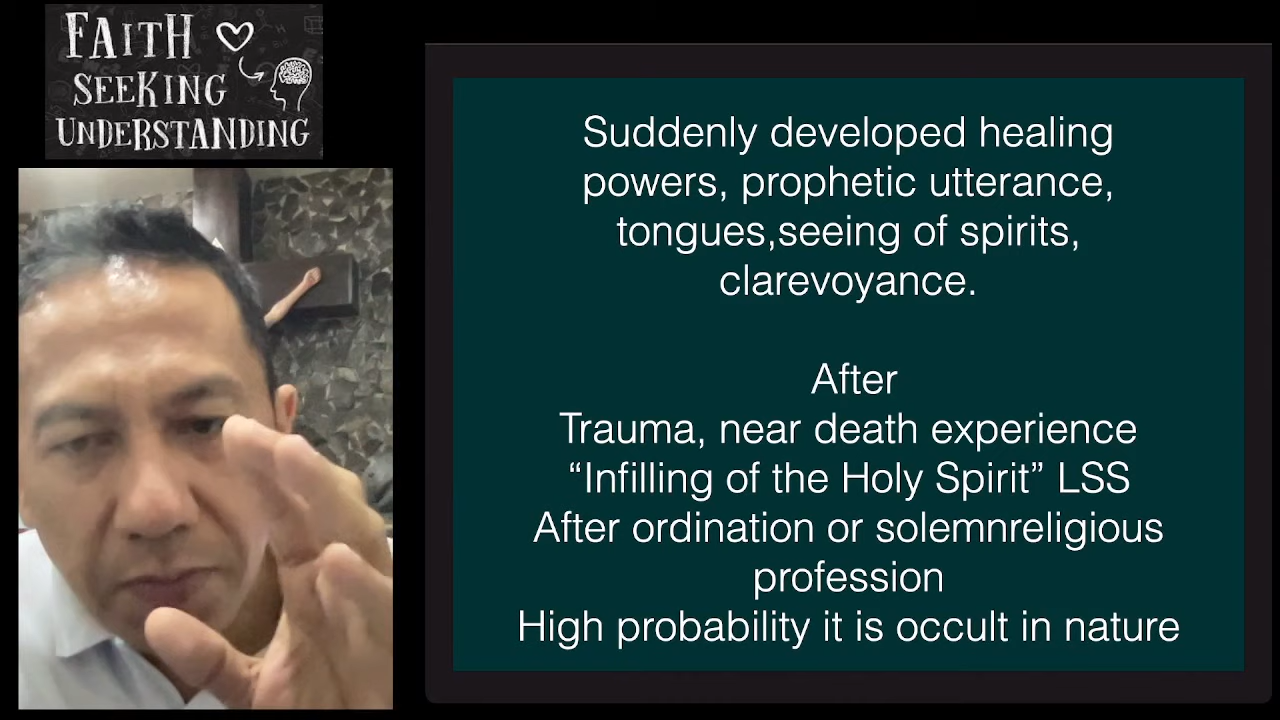 FAITH
SEEKING
UNDERSTANDING
Suddenly developed healing
powers, prophetic utterance,
tongues,seeing of spirits,
clarevoyance.
After
Trauma, near death experience
“Infilling of the Holy Spirit” LSS
After ordination or solemnreligious
profession
High probability it is occult in nature